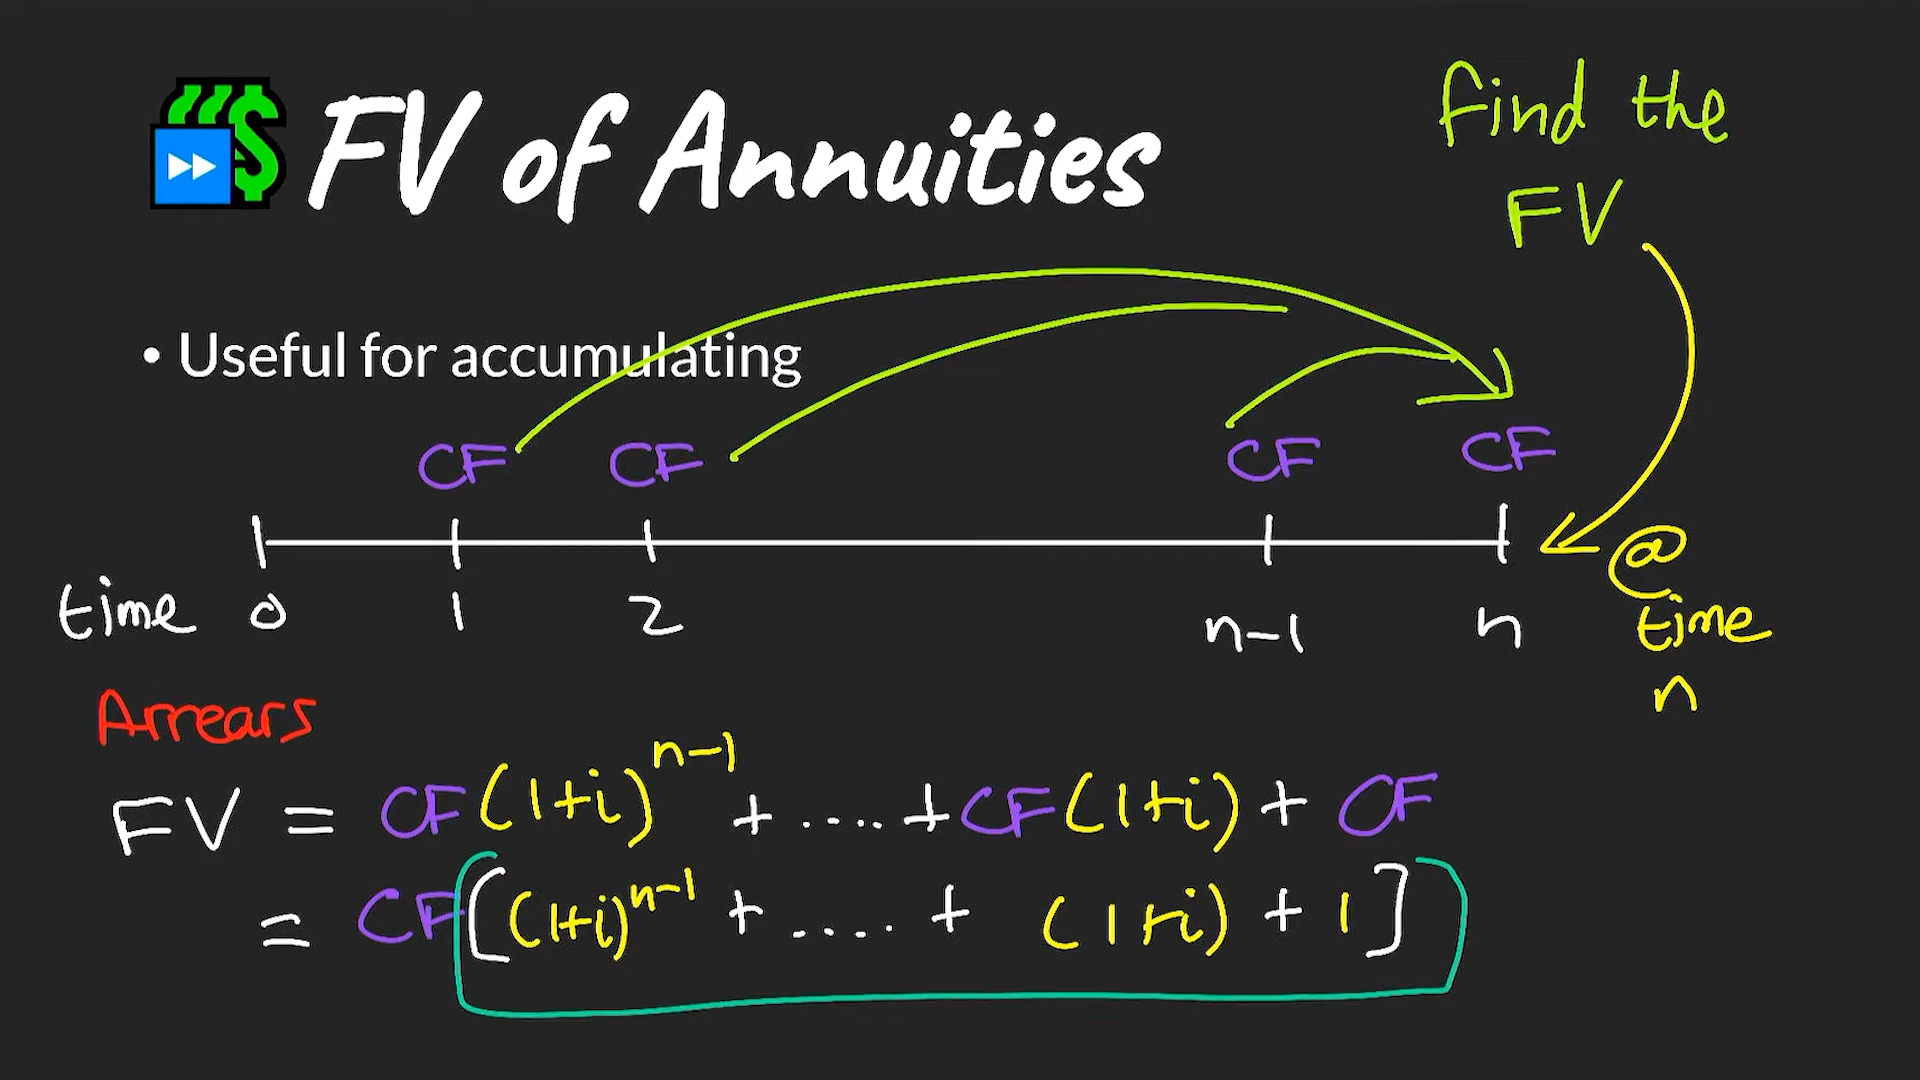 FV of Annuities
find the
FV
• Useful for accumulating
CF CF CF CF
@
time 0 1 2 n-1 n
time
n
Arrears
FV = CF(1+i)^{n-1} + .... + CF(1+i) + CF
= CF[(1+i)^{n-1} + .... + (1+i) + 1]